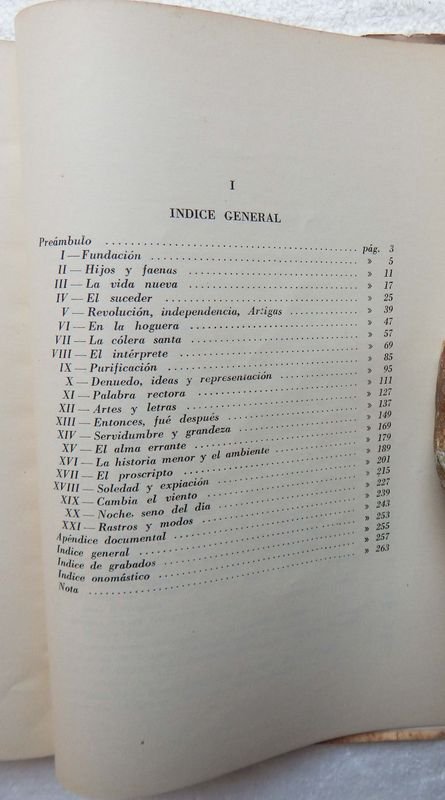 I
INDICE GENERAL
Preámbulo .......... pág. 3
I — Fundación .......... » 5
II — Hijos y faenas .......... » 11
III — La vida nueva .......... » 17
IV — El suceder .......... » 25
V — Revolución, independencia, Artigas .......... » 39
VI — En la hoguera .......... » 47
VII — La cólera santa .......... » 57
VIII — El intérprete .......... » 69
IX — Purificación .......... » 85
X — Denuedo, ideas y representación .......... » 95
XI — Palabra rectora .......... » 111
XII — Artes y letras .......... » 127
XIII — Entonces, fué después .......... » 137
XIV — Servidumbre y grandeza .......... » 149
XV — El alma errante .......... » 169
XVI — La historia menor y el ambiente .......... » 179
XVII — El proscripto .......... » 189
XVIII — Soledad y expiación .......... » 201
XIX — Cambia el viento .......... » 215
XX — Noche. seno del día .......... » 227
XXI — Rastros y modos .......... » 239
Apéndice documental .......... » 243
Indice general .......... » 253
Indice de grabados .......... » 255
Indice onomástico .......... » 257
Nota .......... » 263